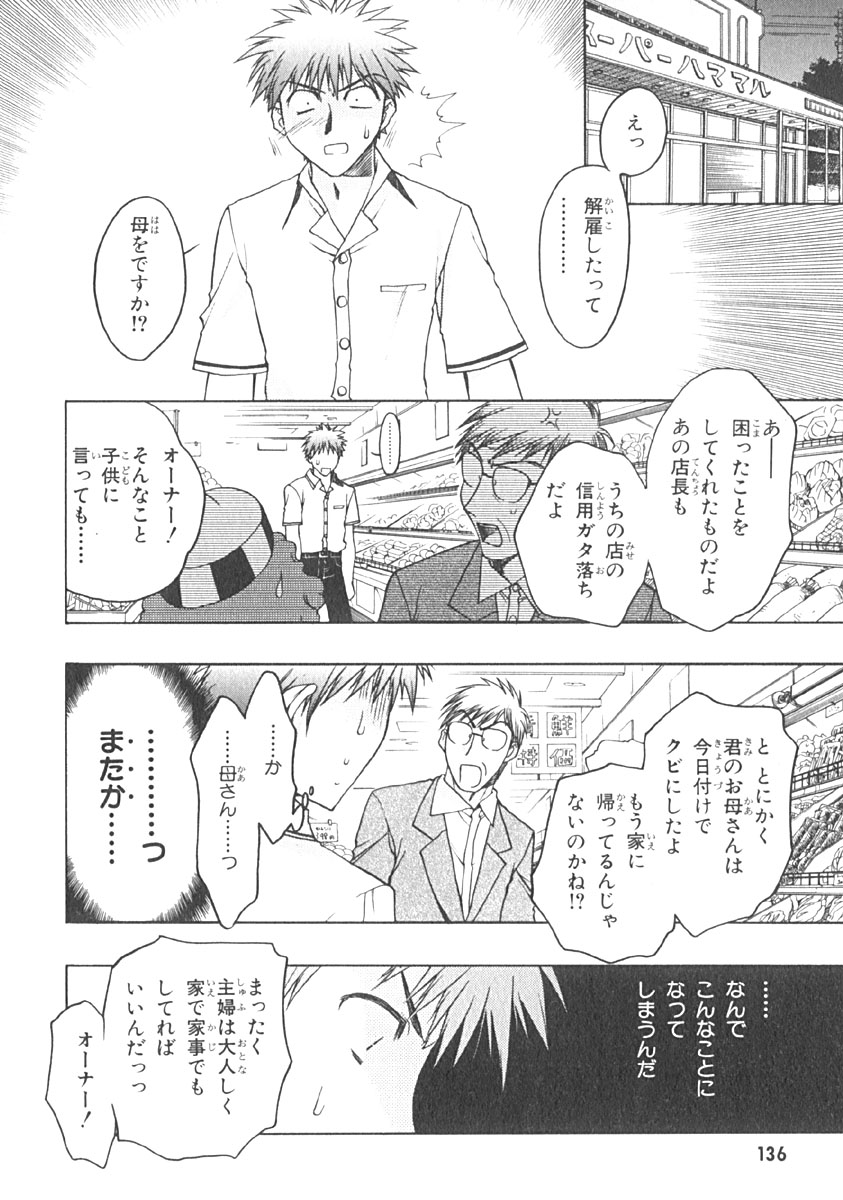 スーパーハママル
えっ
解雇したって
………
母をですか!?
あ――
困ったことを
してくれたものだよ
あの店長も
うちの店の
信用ガタ落ち
だよ
……
オーナー！
そんなこと
子供に
言っても……
と とにかく
君のお母さんは
今日付けで
クビにしたよ
もう家に
帰ってるんじゃ
ないのかね!?
……か
……母さん……っ
…………っ
またか……
……
なんで
こんなことに
なって
しまうんだ
まったく
主婦は大人しく
家で家事でも
してれば
いいんだっっ
オーナー！
136